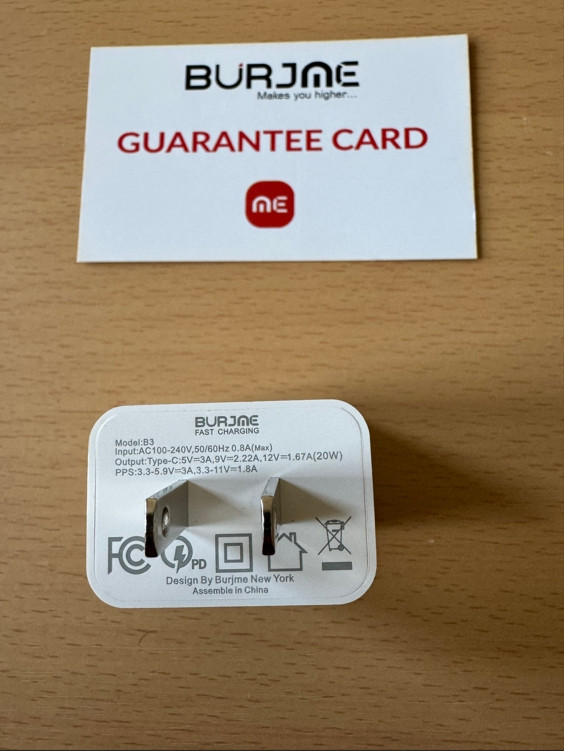 BURJME
Makes you higher...
GUARANTEE CARD
ME
BURJME
FAST CHARGING
Model:B3
Input:AC100-240V,50/60Hz 0.8A(Max)
Output:Type-C:5V⎓3A,9V⎓2.22A,12V⎓1.67A(20W)
PPS:3.3-5.9V⎓3A,3.3-11V⎓1.8A
FC PD
Design By Burjme New York
Assemble in China